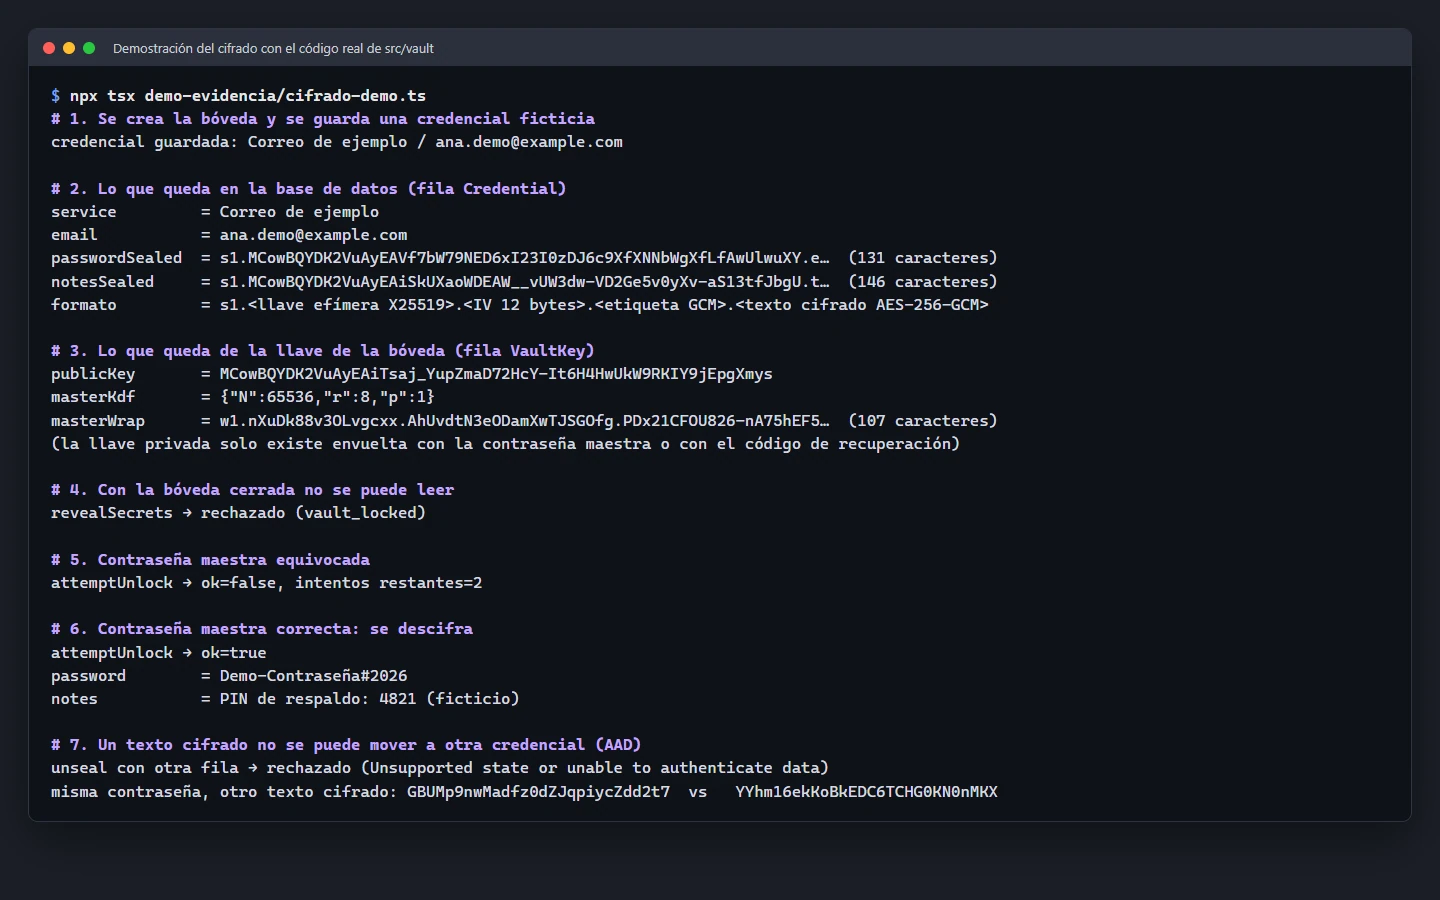 Demostración del cifrado con el código real de src/vault
$ npx tsx demo-evidencia/cifrado-demo.ts
# 1. Se crea la bóveda y se guarda una credencial ficticia
credencial guardada: Correo de ejemplo / ana.demo@example.com
# 2. Lo que queda en la base de datos (fila Credential)
service = Correo de ejemplo
email = ana.demo@example.com
passwordSealed = s1.MCowBQYDK2VuAyEAVf7bW79NED6xI23I0zDJ6c9XfXNNbWgXfLfAwUlwuXY.e… (131 caracteres)
notesSealed = s1.MCowBQYDK2VuAyEAiSkUXaoWDEAW__vUW3dw-VD2Ge5v0yXv-aS13tfJbgU.t… (146 caracteres)
formato = s1.<llave efímera X25519>.<IV 12 bytes>.<etiqueta GCM>.<texto cifrado AES-256-GCM>
# 3. Lo que queda de la llave de la bóveda (fila VaultKey)
publicKey = MCowBQYDK2VuAyEAiTsaj_YupZmaD72HcY-It6H4HwUkW9RKIY9jEpgXmys
masterKdf = {"N":65536,"r":8,"p":1}
masterWrap = w1.nXuDk88v3OLvgcxx.AhUvdtN3eODamXwTJSGOfg.PDx21CFOU826-nA75hEF5… (107 caracteres)
(la llave privada solo existe envuelta con la contraseña maestra o con el código de recuperación)
# 4. Con la bóveda cerrada no se puede leer
revealSecrets → rechazado (vault_locked)
# 5. Contraseña maestra equivocada
attemptUnlock → ok=false, intentos restantes=2
# 6. Contraseña maestra correcta: se descifra
attemptUnlock → ok=true
password = Demo-Contraseña#2026
notes = PIN de respaldo: 4821 (ficticio)
# 7. Un texto cifrado no se puede mover a otra credencial (AAD)
unseal con otra fila → rechazado (Unsupported state or unable to authenticate data)
misma contraseña, otro texto cifrado: GBUMp9nwMadfz0dZJqpiycZdd2t7 vs YYhm16ekKoBkEDC6TCHG0KN0nMKX